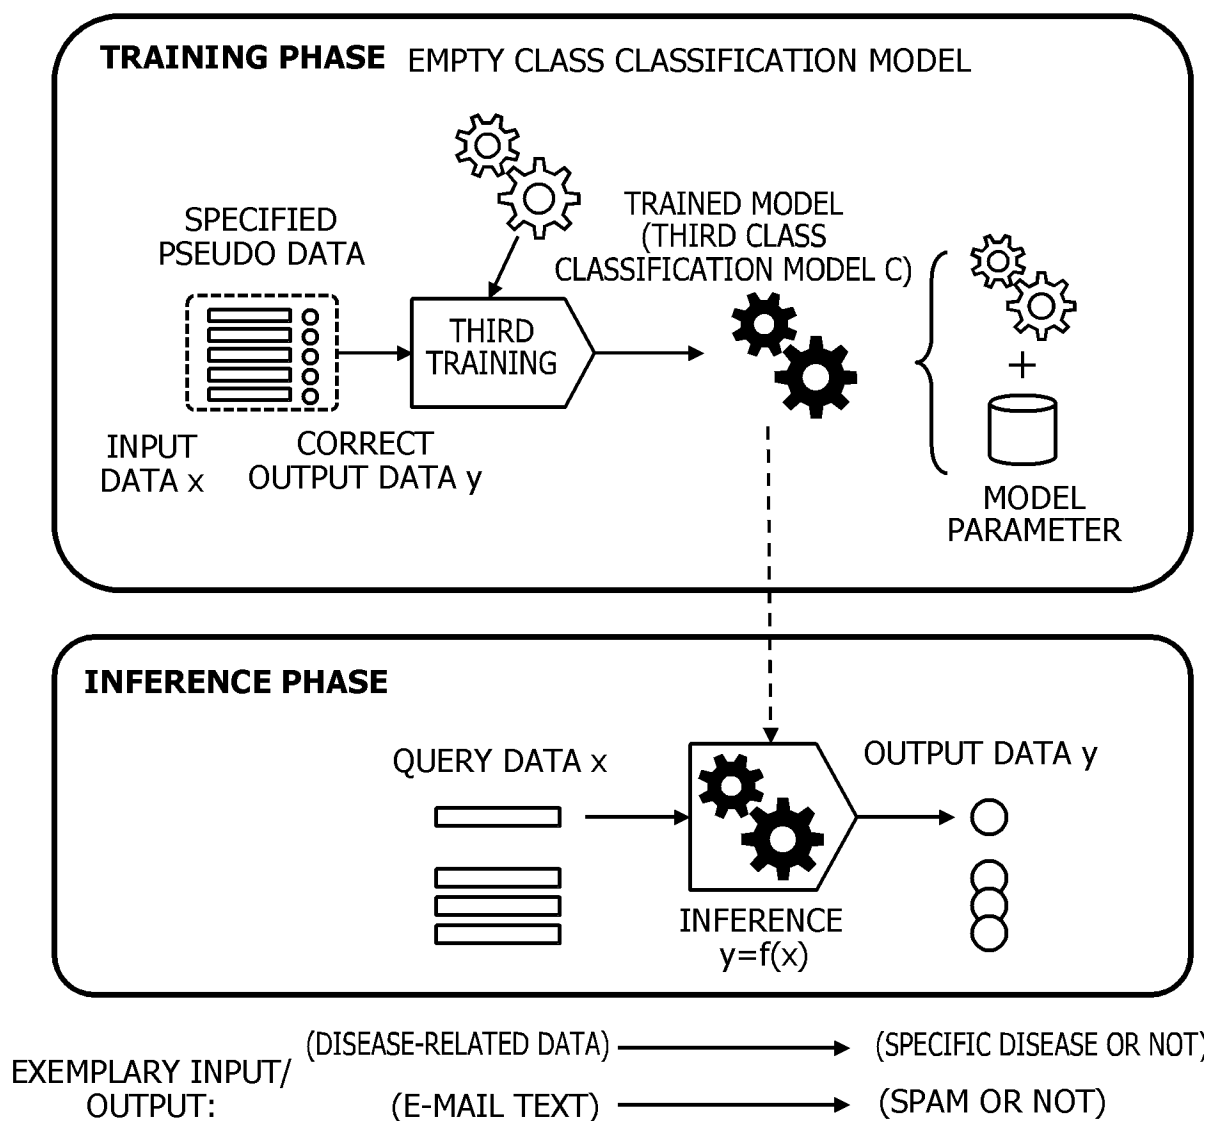 TRAINING PHASE EMPTY CLASS CLASSIFICATION MODEL
SPECIFIED
PSEUDO DATA
TRAINED MODEL
(THIRD CLASS
CLASSIFICATION MODEL C)
THIRD
TRAINING
+
INPUT
DATA x
CORRECT
OUTPUT DATA y
MODEL
PARAMETER
INFERENCE PHASE
QUERY DATA x
OUTPUT DATA y
INFERENCE
y=f(x)
EXEMPLARY INPUT/
OUTPUT:
(DISEASE-RELATED DATA)
(SPECIFIC DISEASE OR NOT)
(E-MAIL TEXT)
(SPAM OR NOT)